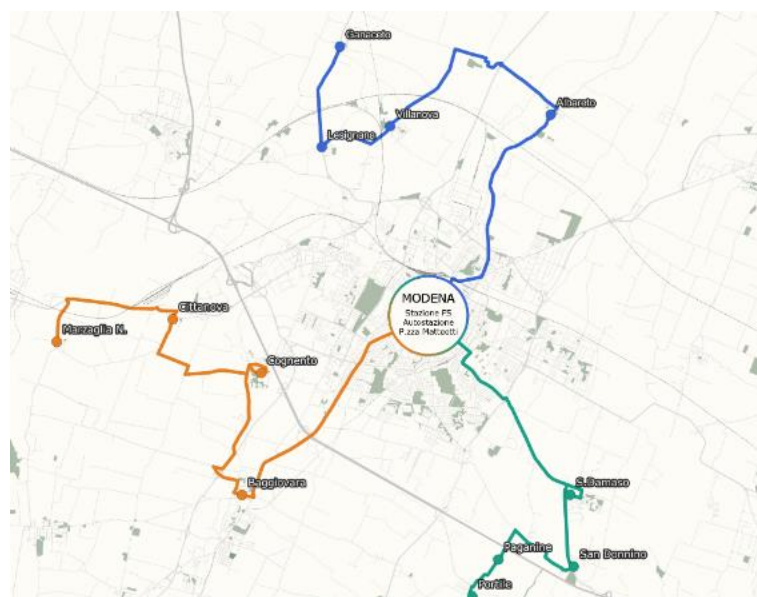 Ganaceto
Albareto
Villanova
Lesignana
MODENA
Stazione FS
Autostazione
P.zza Matteotti
Cittanova
Marzaglia N.
Cognento
Baggiovara
S.Damaso
Paganine
San Donnino
Portile